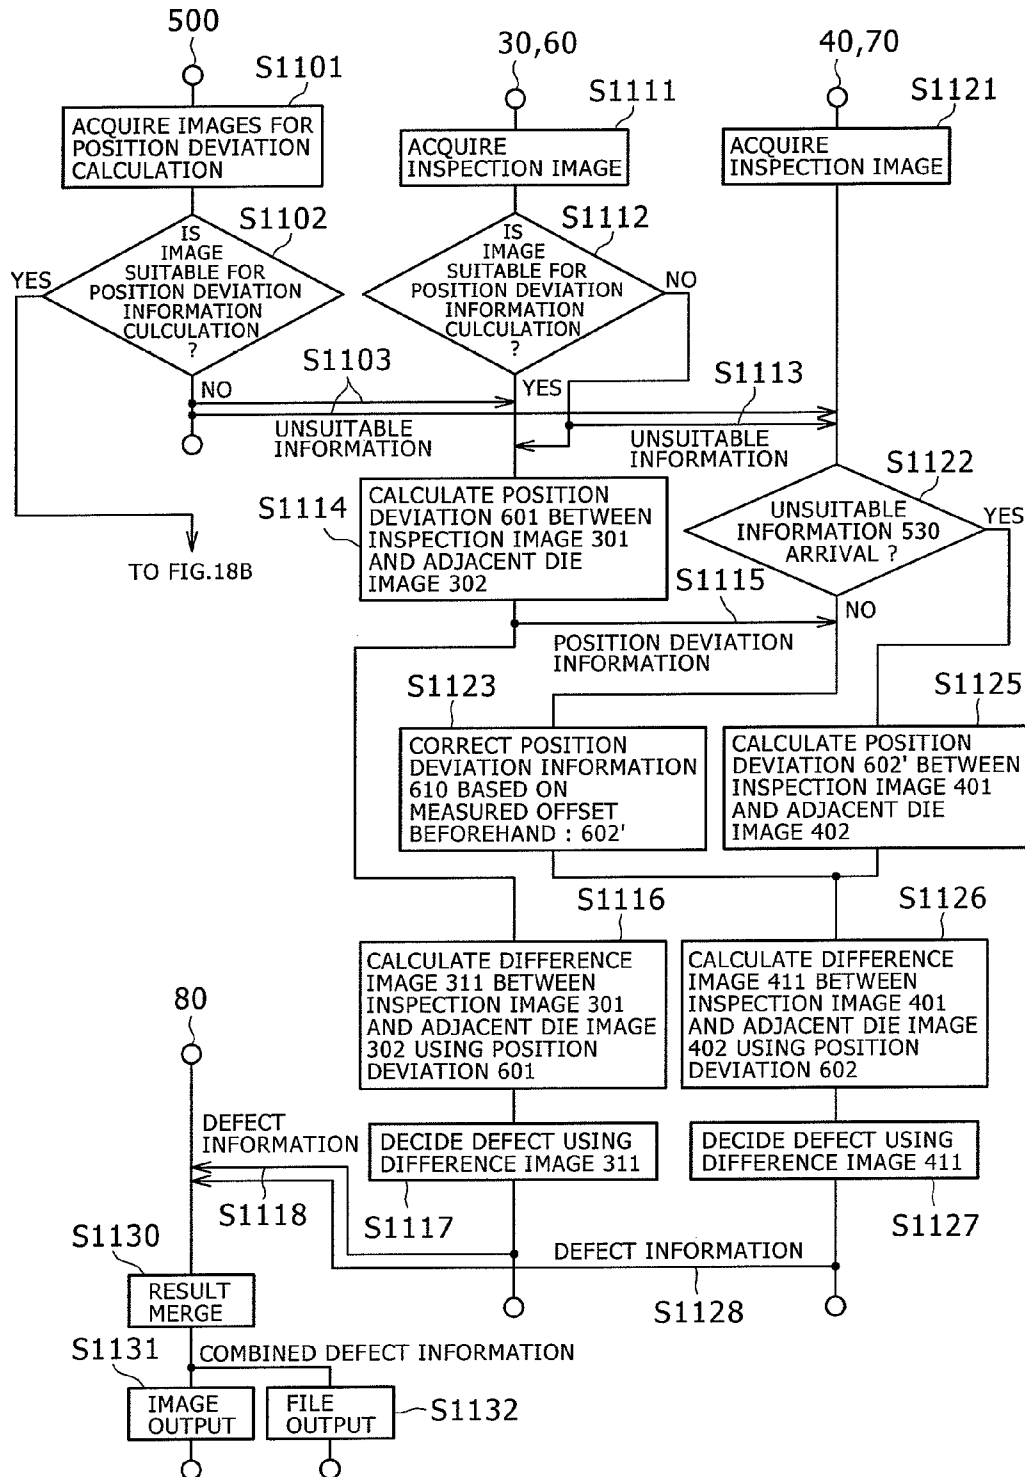 500
S1101
ACQUIRE IMAGES FOR
POSITION DEVIATION
CALCULATION
S1102
IS
IMAGE
SUITABLE FOR
POSITION DEVIATION
INFORMATION
CULCULATION
?
YES
NO
S1103
UNSUITABLE
INFORMATION
TO FIG.18B
30,60
S1111
ACQUIRE
INSPECTION IMAGE
S1112
IS
IMAGE
SUITABLE FOR
POSITION DEVIATION
INFORMATION
CULCULATION
?
NO
YES
S1113
UNSUITABLE
INFORMATION
S1114
CALCULATE POSITION
DEVIATION 601 BETWEEN
INSPECTION IMAGE 301
AND ADJACENT DIE
IMAGE 302
S1115
POSITION DEVIATION
INFORMATION
40,70
S1121
ACQUIRE
INSPECTION IMAGE
S1122
UNSUITABLE
INFORMATION 530
ARRIVAL ?
YES
NO
S1123
CORRECT POSITION
DEVIATION INFORMATION
610 BASED ON
MEASURED OFFSET
BEFOREHAND : 602'
S1125
CALCULATE POSITION
DEVIATION 602' BETWEEN
INSPECTION IMAGE 401
AND ADJACENT DIE
IMAGE 402
S1116
CALCULATE DIFFERENCE
IMAGE 311 BETWEEN
INSPECTION IMAGE 301
AND ADJACENT DIE IMAGE
302 USING POSITION
DEVIATION 601
S1126
CALCULATE DIFFERENCE
IMAGE 411 BETWEEN
INSPECTION IMAGE 401
AND ADJACENT DIE IMAGE
402 USING POSITION
DEVIATION 602
80
DEFECT
INFORMATION
S1118
DECIDE DEFECT USING
DIFFERENCE IMAGE 311
S1117
DECIDE DEFECT USING
DIFFERENCE IMAGE 411
S1127
DEFECT INFORMATION
S1128
S1130
RESULT
MERGE
S1131
COMBINED DEFECT INFORMATION
IMAGE
OUTPUT
FILE
OUTPUT
S1132